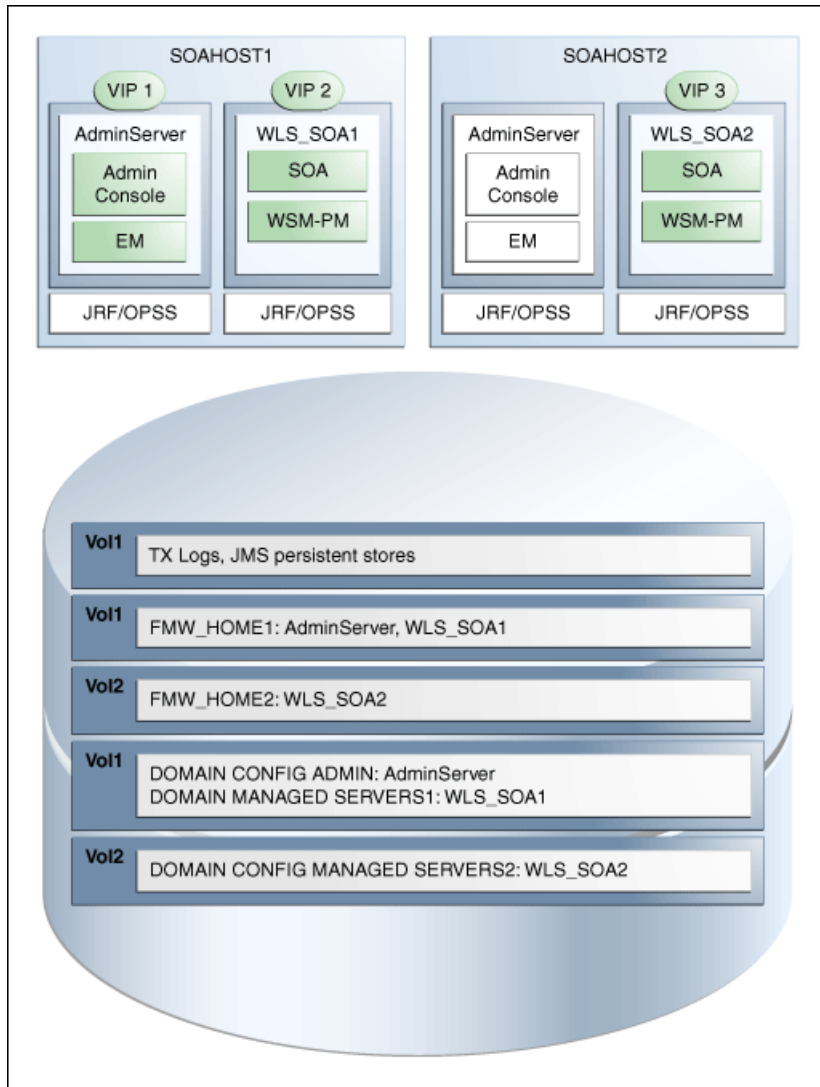 SOAHOST1
VIP 1
VIP 2
AdminServer
Admin
Console
EM
WLS_SOA1
SOA
WSM-PM
JRF/OPSS
JRF/OPSS
SOAHOST2
VIP 3
AdminServer
Admin
Console
EM
WLS_SOA2
SOA
WSM-PM
JRF/OPSS
JRF/OPSS
Vol1
TX Logs, JMS persistent stores
Vol1
FMW_HOME1: AdminServer, WLS_SOA1
Vol2
FMW_HOME2: WLS_SOA2
Vol1
DOMAIN CONFIG ADMIN: AdminServer
DOMAIN MANAGED SERVERS1: WLS_SOA1
Vol2
DOMAIN CONFIG MANAGED SERVERS2: WLS_SOA2